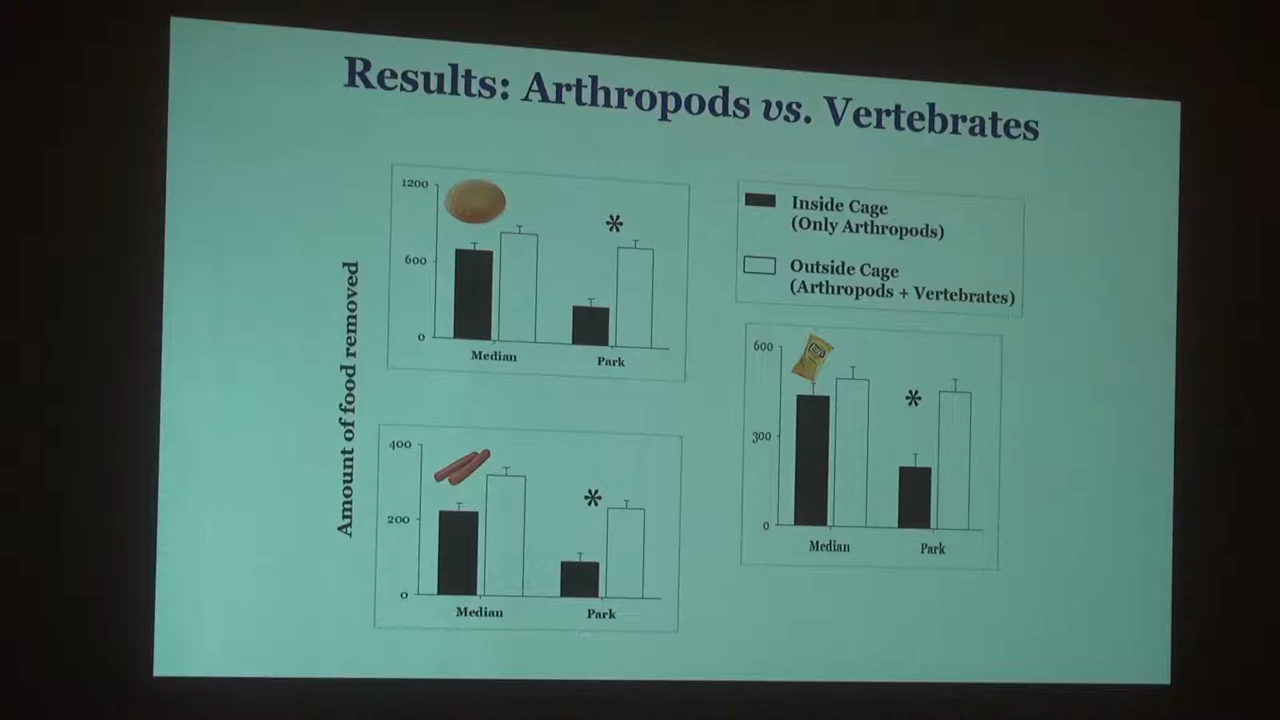 Results: Arthropods vs. Vertebrates
Amount of food removed
1200
600
0
*
Median
Park
Inside Cage
(Only Arthropods)
Outside Cage
(Arthropods + Vertebrates)
400
200
0
*
Median
Park
600
300
0
Lay's
*
Median
Park